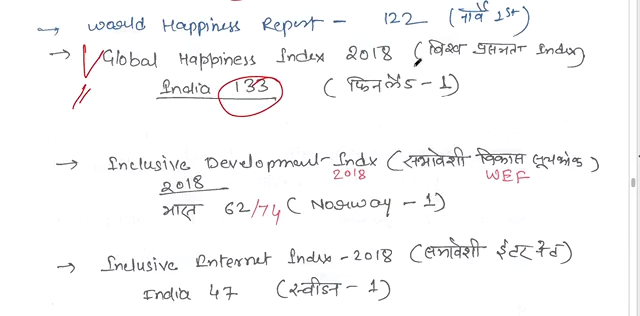 → World Happiness Report - 122 (नार्वे 1st)
→ Global Happiness Index 2018 (विश्व प्रसन्नता Index)
India 133 (फिनलैंड - 1)
→ Inclusive Development Indx (समावेशी विकास सूचकांक)
2018 2018 WEF
भारत 62/74 (Norway - 1)
→ Inclusive Internet Index - 2018 (समावेशी इंटरनेट)
India 47 (स्वीडन - 1)